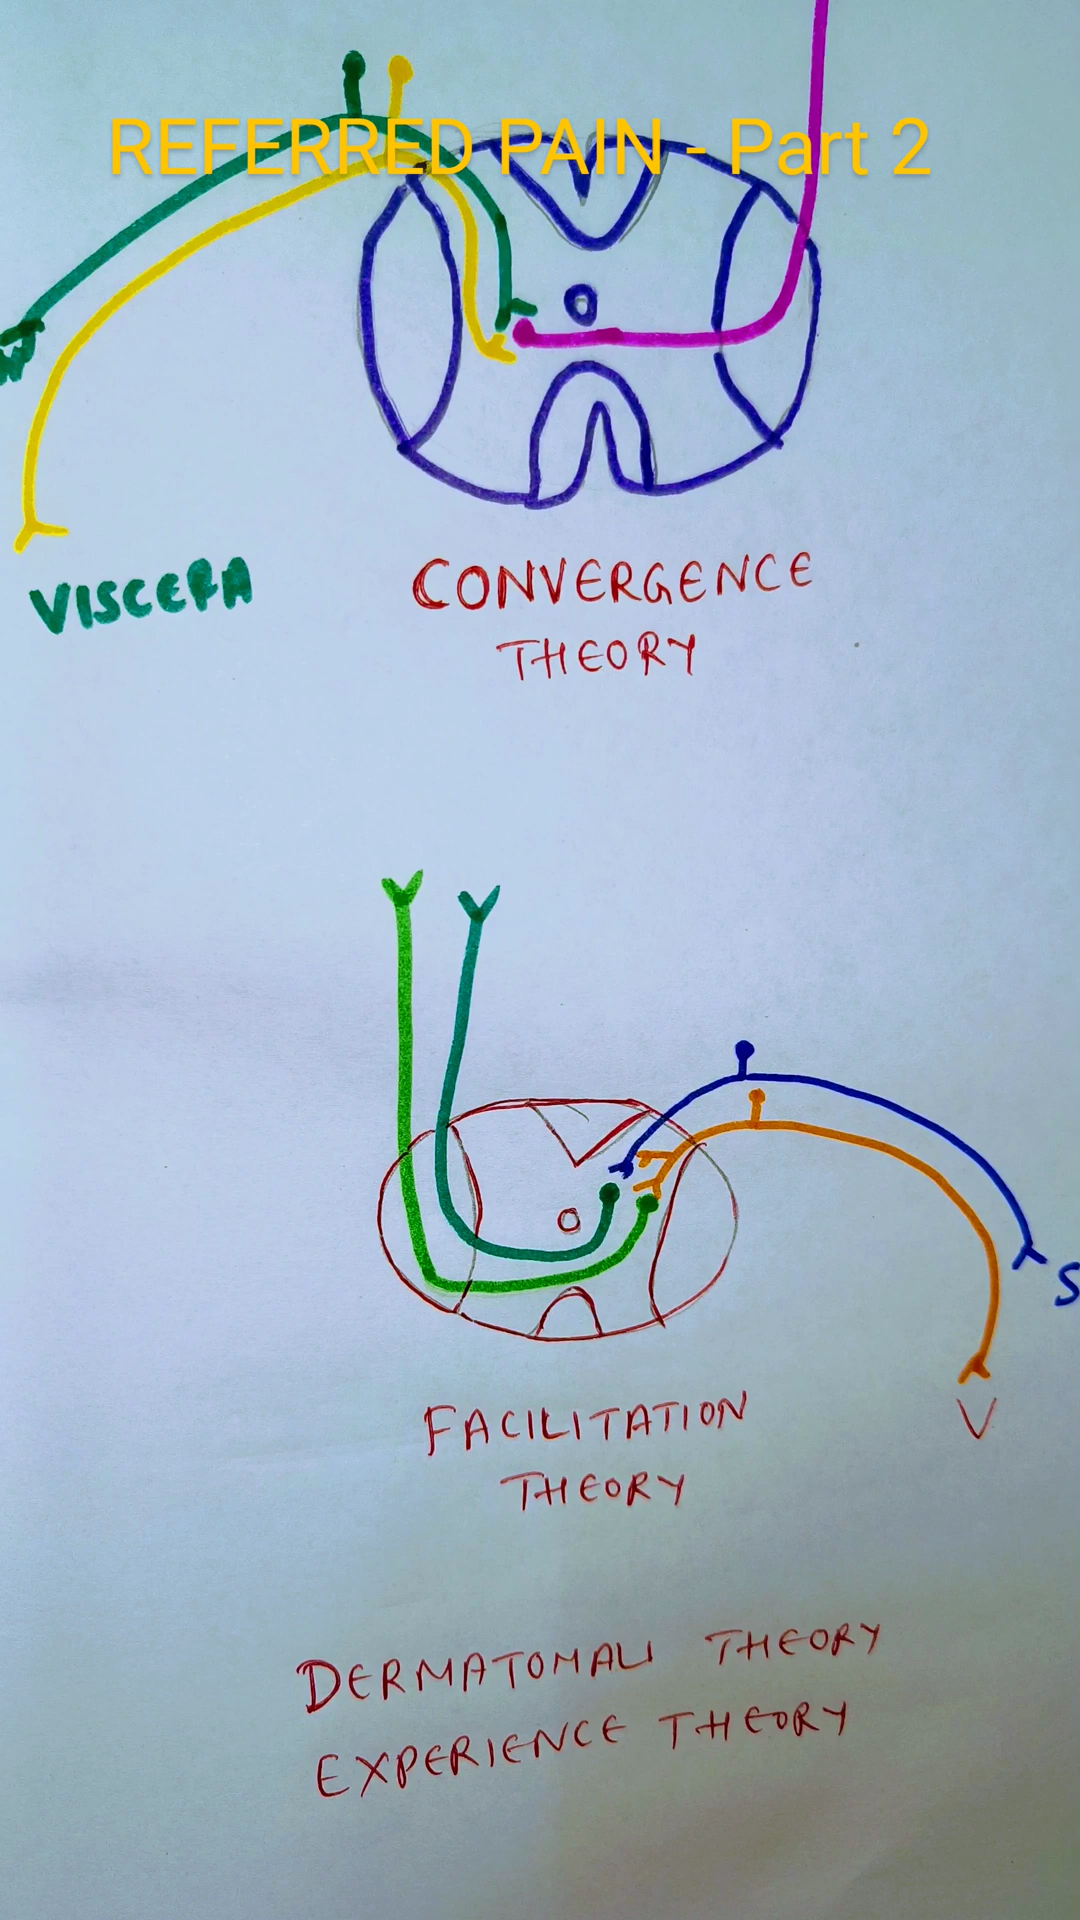 REFERRED PAIN - Part 2
VISCERA
CONVERGENCE
THEORY
S
V
FACILITATION
THEORY
DERMATOMAL THEORY
EXPERIENCE THEORY